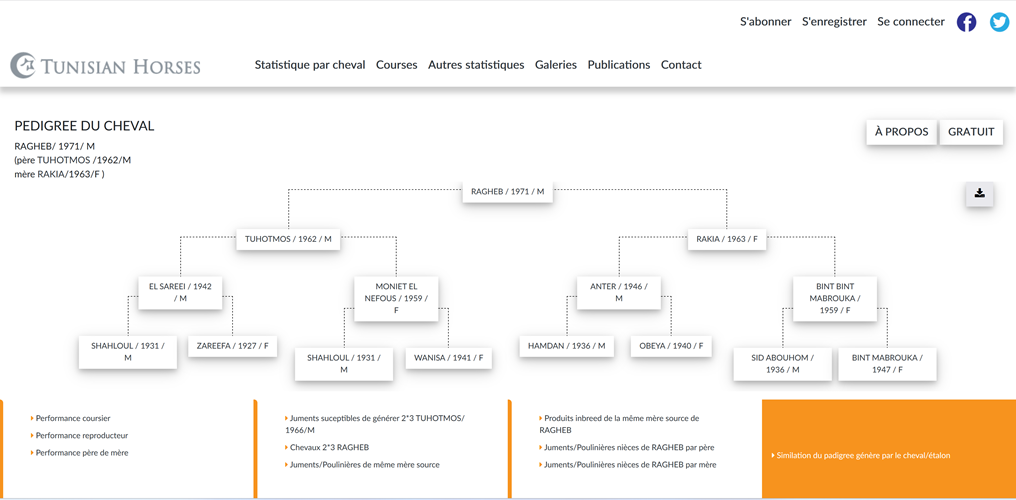 S'abonner S'enregistrer Se connecter
TUNISIAN HORSES
Statistique par cheval Courses Autres statistiques Galeries Publications Contact
PEDIGREE DU CHEVAL
À PROPOS GRATUIT
RAGHEB/ 1971/ M
(père TUHOTMOS /1962/M
mère RAKIA/1963/F )
RAGHEB / 1971 / M
TUHOTMOS / 1962 / M
RAKIA / 1963 / F
EL SAREEI / 1942
/ M
MONIET EL
NEFOUS / 1959 /
F
ANTER / 1946 /
M
BINT BINT
MABROUKA /
1959 / F
SHAHLOUL / 1931 /
M
ZAREEFA / 1927 / F
SHAHLOUL / 1931 /
M
WANISA / 1941 / F
HAMDAN / 1936 / M
OBEYA / 1940 / F
SID ABOUHOM /
1936 / M
BINT MABROUKA /
1947 / F
Performance coursier
Performance reproducteur
Performance père de mère
Juments suceptibles de générer 2*3 TUHOTMOS/
1966/M
Chevaux 2*3 RAGHEB
Juments/Poulinières de même mère source
Produits inbreed de la même mère source de
RAGHEB
Juments/Poulinières nièces de RAGHEB par père
Juments/Poulinières nièces de RAGHEB par mère
Similation du padigree génère par le cheval/étalon